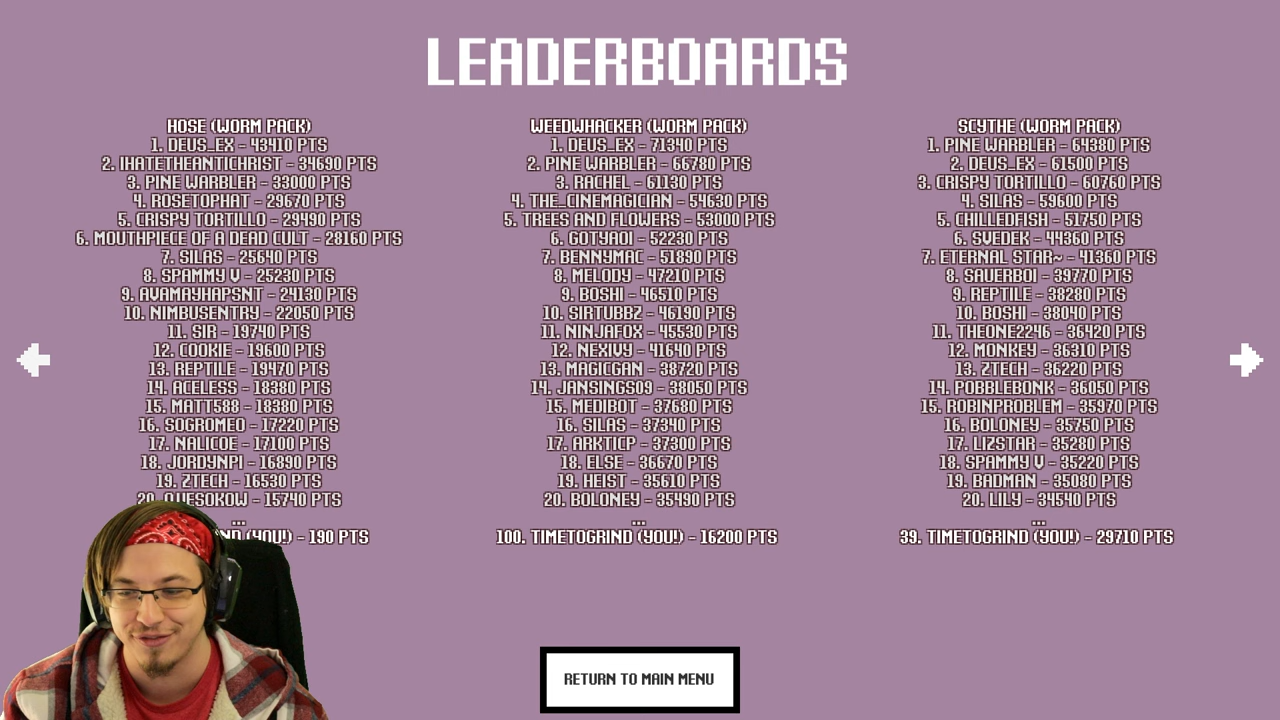 LEADERBOARDS
HOSE (WORM PACK)
1. DEUS_EX - 43410 PTS
2. IHATETHEANTICHRIST - 34690 PTS
3. PINE WARBLER - 33000 PTS
4. ROSETOPHAT - 29670 PTS
5. CRISPY TORTILLO - 29490 PTS
6. MOUTHPIECE OF A DEAD CULT - 28160 PTS
7. SILAS - 25640 PTS
8. SPAMMY V - 25230 PTS
9. AVAMAYHAPSNT - 24130 PTS
10. NIMBUSENTRY - 22050 PTS
11. SIR - 19740 PTS
12. COOKIE - 19600 PTS
13. REPTILE - 19470 PTS
14. ACELESS - 18380 PTS
15. MATT588 - 18380 PTS
16. SOGROMEO - 17220 PTS
17. NALICOE - 17100 PTS
18. JORDYNPI - 16890 PTS
19. ZTECH - 16530 PTS
20. - 15740 PTS
...
(YOU!) - 190 PTS
WEEDWHACKER (WORM PACK)
1. DEUS_EX - 71340 PTS
2. PINE WARBLER - 66780 PTS
3. RACHEL - 61130 PTS
4. THE_CINEMAGICIAN - 54630 PTS
5. TREES AND FLOWERS - 53000 PTS
6. GOTYAOI - 52230 PTS
7. BENNYMAC - 51890 PTS
8. MELODY - 47210 PTS
9. BOSHI - 46510 PTS
10. SIRTUBBZ - 46190 PTS
11. NINJAFOX - 45530 PTS
12. NEXIVY - 41640 PTS
13. MAGICGAN - 38720 PTS
14. JANSINGS09 - 38050 PTS
15. MEDIBOT - 37680 PTS
16. SILAS - 37340 PTS
17. ARKTICP - 37300 PTS
18. ELSE - 36670 PTS
19. HEIST - 35610 PTS
20. BOLONEY - 35490 PTS
...
100. TIMETOGRIND (YOU!) - 16200 PTS
SCYTHE (WORM PACK)
1. PINE WARBLER - 64380 PTS
2. DEUS_EX - 61500 PTS
3. CRISPY TORTILLO - 60760 PTS
4. SILAS - 59600 PTS
5. CHILLEDFISH - 51750 PTS
6. SVEDEK - 44360 PTS
7. ETERNAL STAR~ - 41360 PTS
8. SAUERBOI - 39770 PTS
9. REPTILE - 38280 PTS
10. BOSHI - 38040 PTS
11. THEONE2246 - 36420 PTS
12. MONKEY - 36310 PTS
13. ZTECH - 36220 PTS
14. POBBLEBONK - 36050 PTS
15. ROBINPROBLEM - 35970 PTS
16. BOLONEY - 35750 PTS
17. LIZSTAR - 35280 PTS
18. SPAMMY V - 35220 PTS
19. BADMAN - 35080 PTS
20. LILY - 34540 PTS
...
39. TIMETOGRIND (YOU!) - 29710 PTS
RETURN TO MAIN MENU